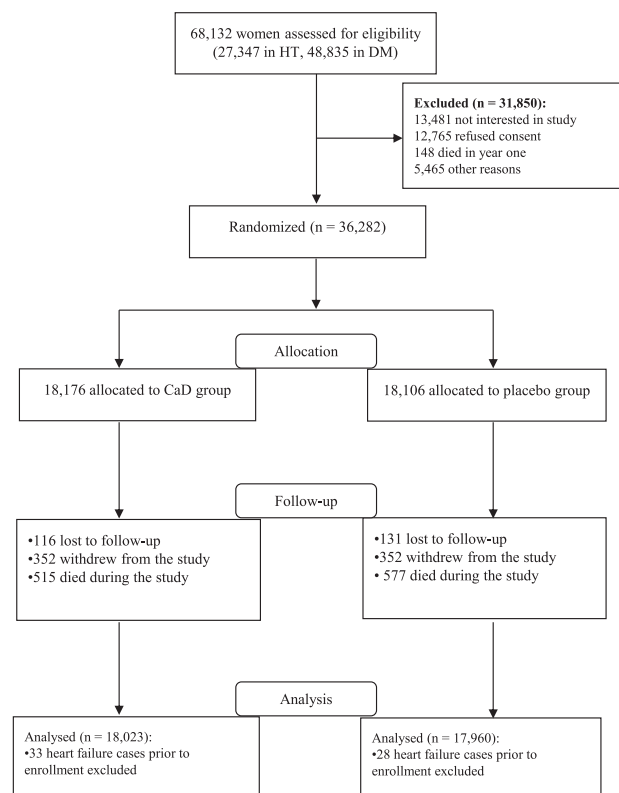 68,132 women assessed for eligibility
(27,347 in HT, 48,835 in DM)
Excluded (n = 31,850):
13,481 not interested in study
12,765 refused consent
148 died in year one
5,465 other reasons
Randomized (n = 36,282)
Allocation
18,176 allocated to CaD group
18,106 allocated to placebo group
Follow-up
•116 lost to follow-up
•352 withdrew from the study
•515 died during the study
•131 lost to follow-up
•352 withdrew from the study
• 577 died during the study
Analysis
Analysed (n = 18,023):
•33 heart failure cases prior to
enrollment excluded
Analysed (n = 17,960):
•28 heart failure cases prior to
enrollment excluded